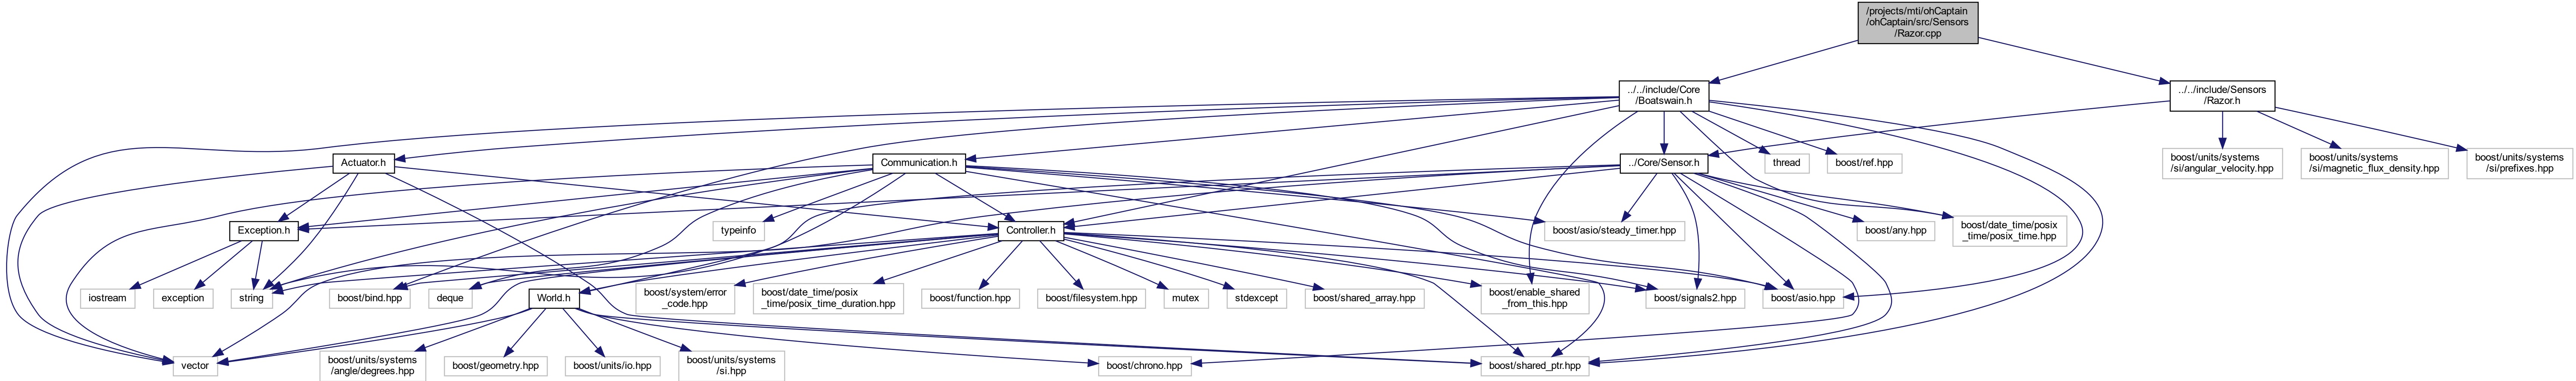 /projects/mti/ohCaptain
/ohCaptain/src/Sensors
/Razor.cpp
../../include/Core
/Boatswain.h
../../include/Sensors
/Razor.h
Actuator.h
Communication.h
../Core/Sensor.h
thread
boost/ref.hpp
boost/units/systems
/si/angular_velocity.hpp
boost/units/systems
/si/magnetic_flux_density.hpp
boost/units/systems
/si/prefixes.hpp
Exception.h
typeinfo
Controller.h
boost/asio/steady_timer.hpp
boost/any.hpp
boost/date_time/posix
_time/posix_time.hpp
iostream
exception
string
boost/bind.hpp
deque
World.h
boost/system/error
_code.hpp
boost/date_time/posix
_time/posix_time_duration.hpp
boost/function.hpp
boost/filesystem.hpp
mutex
stdexcept
boost/shared_array.hpp
boost/enable_shared
_from_this.hpp
boost/signals2.hpp
boost/asio.hpp
vector
boost/units/systems
/angle/degrees.hpp
boost/geometry.hpp
boost/units/io.hpp
boost/units/systems
/si.hpp
boost/chrono.hpp
boost/shared_ptr.hpp